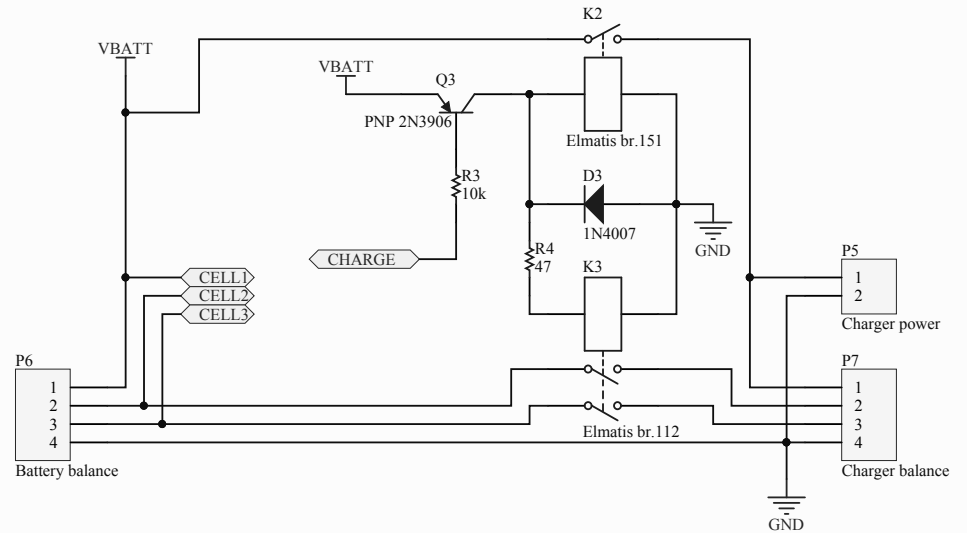 K2
VBATT
VBATT
Q3
PNP 2N3906
Elmatis br.151
R3
10k
D3
1N4007
GND
CHARGE
R4
47
K3
P5
1
2
Charger power
CELL1
CELL2
CELL3
P6
1
2
3
4
Battery balance
Elmatis br.112
P7
1
2
3
4
Charger balance
GND